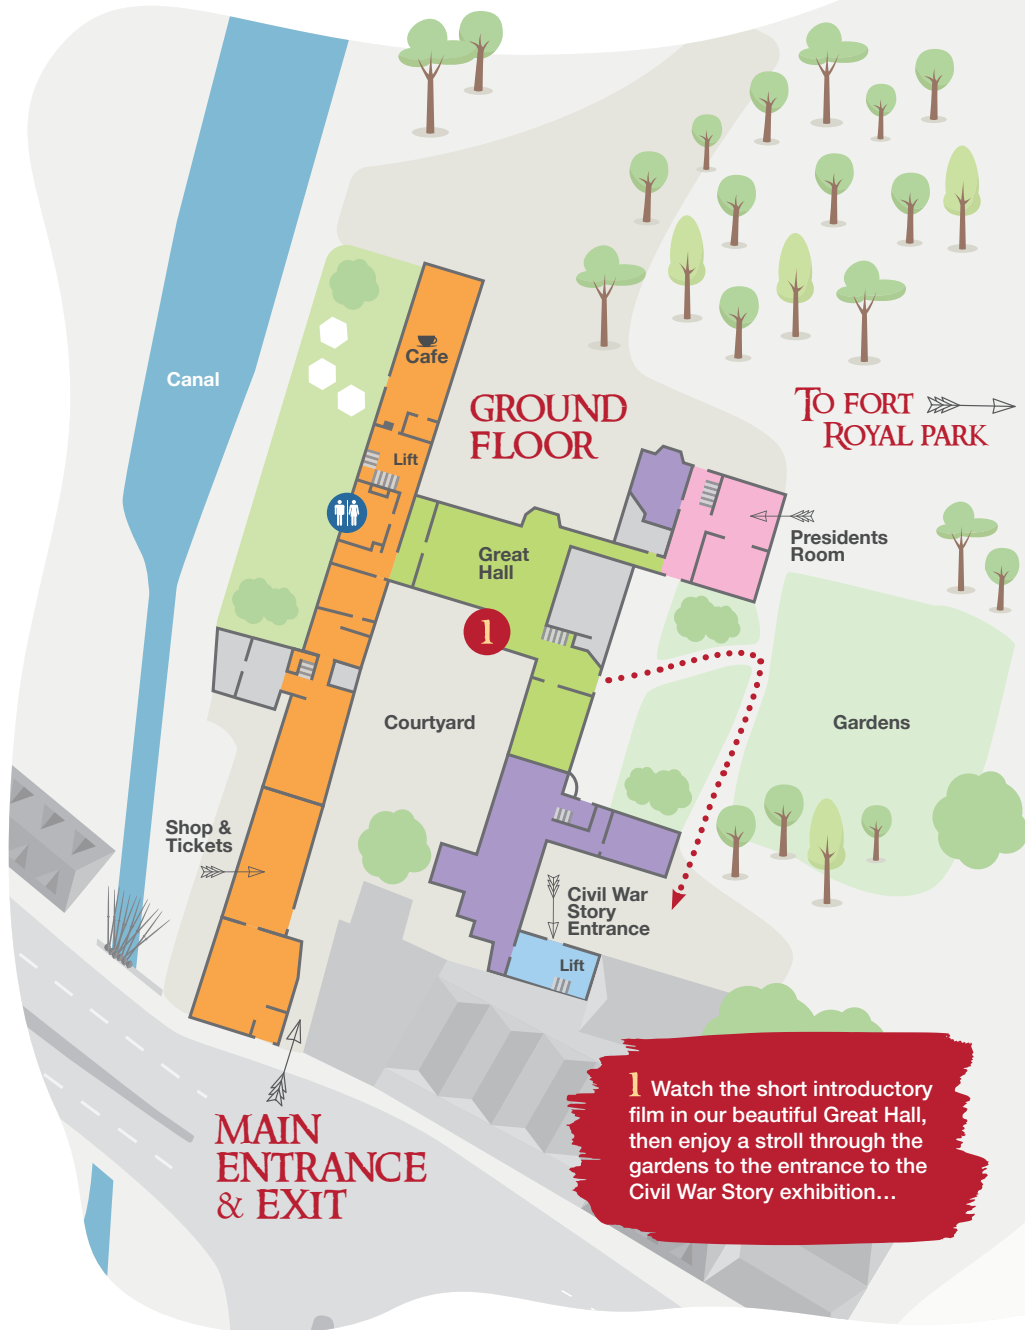 Canal
Cafe
Lift
GROUND
FLOOR
TO FORT
ROYAL PARK
Presidents
Room
Great
Hall
1
Courtyard
Gardens
Shop &
Tickets
Civil War
Story
Entrance
Lift
MAIN
ENTRANCE
& EXIT
1 Watch the short introductory
film in our beautiful Great Hall,
then enjoy a stroll through the
gardens to the entrance to the
Civil War Story exhibition…